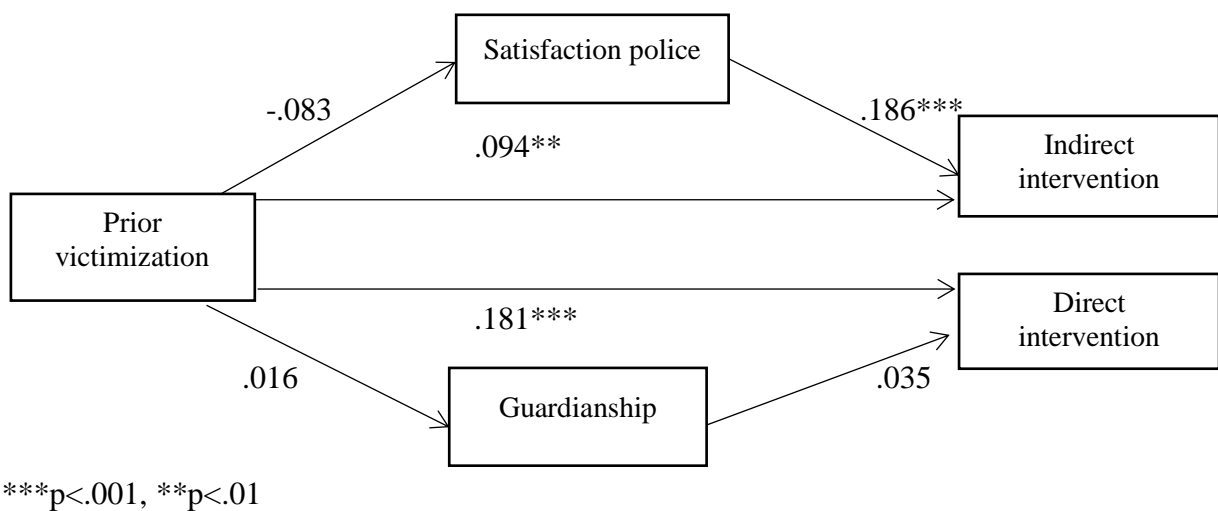 Satisfaction police
-.083
.186***
.094**
Indirect
intervention
Prior
victimization
.181***
Direct
intervention
.016
.035
Guardianship
***p<.001, **p<.01